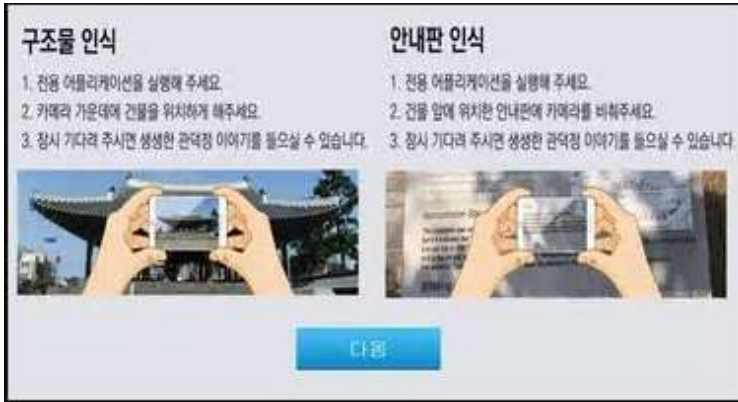 구조물 인식
1. 전용 어플리케이션을 실행해 주세요.
2. 카메라 가운데에 건물을 위치하게 해주세요.
3. 잠시 기다려 주시면 생생한 관덕정 이야기를 들으실 수 있습니다.
안내판 인식
1. 전용 어플리케이션을 실행해 주세요.
2. 건물 앞에 위치한 안내판에 카메라를 비춰주세요.
3. 잠시 기다려 주시면 생생한 관덕정 이야기를 들으실 수 있습니다.
다음